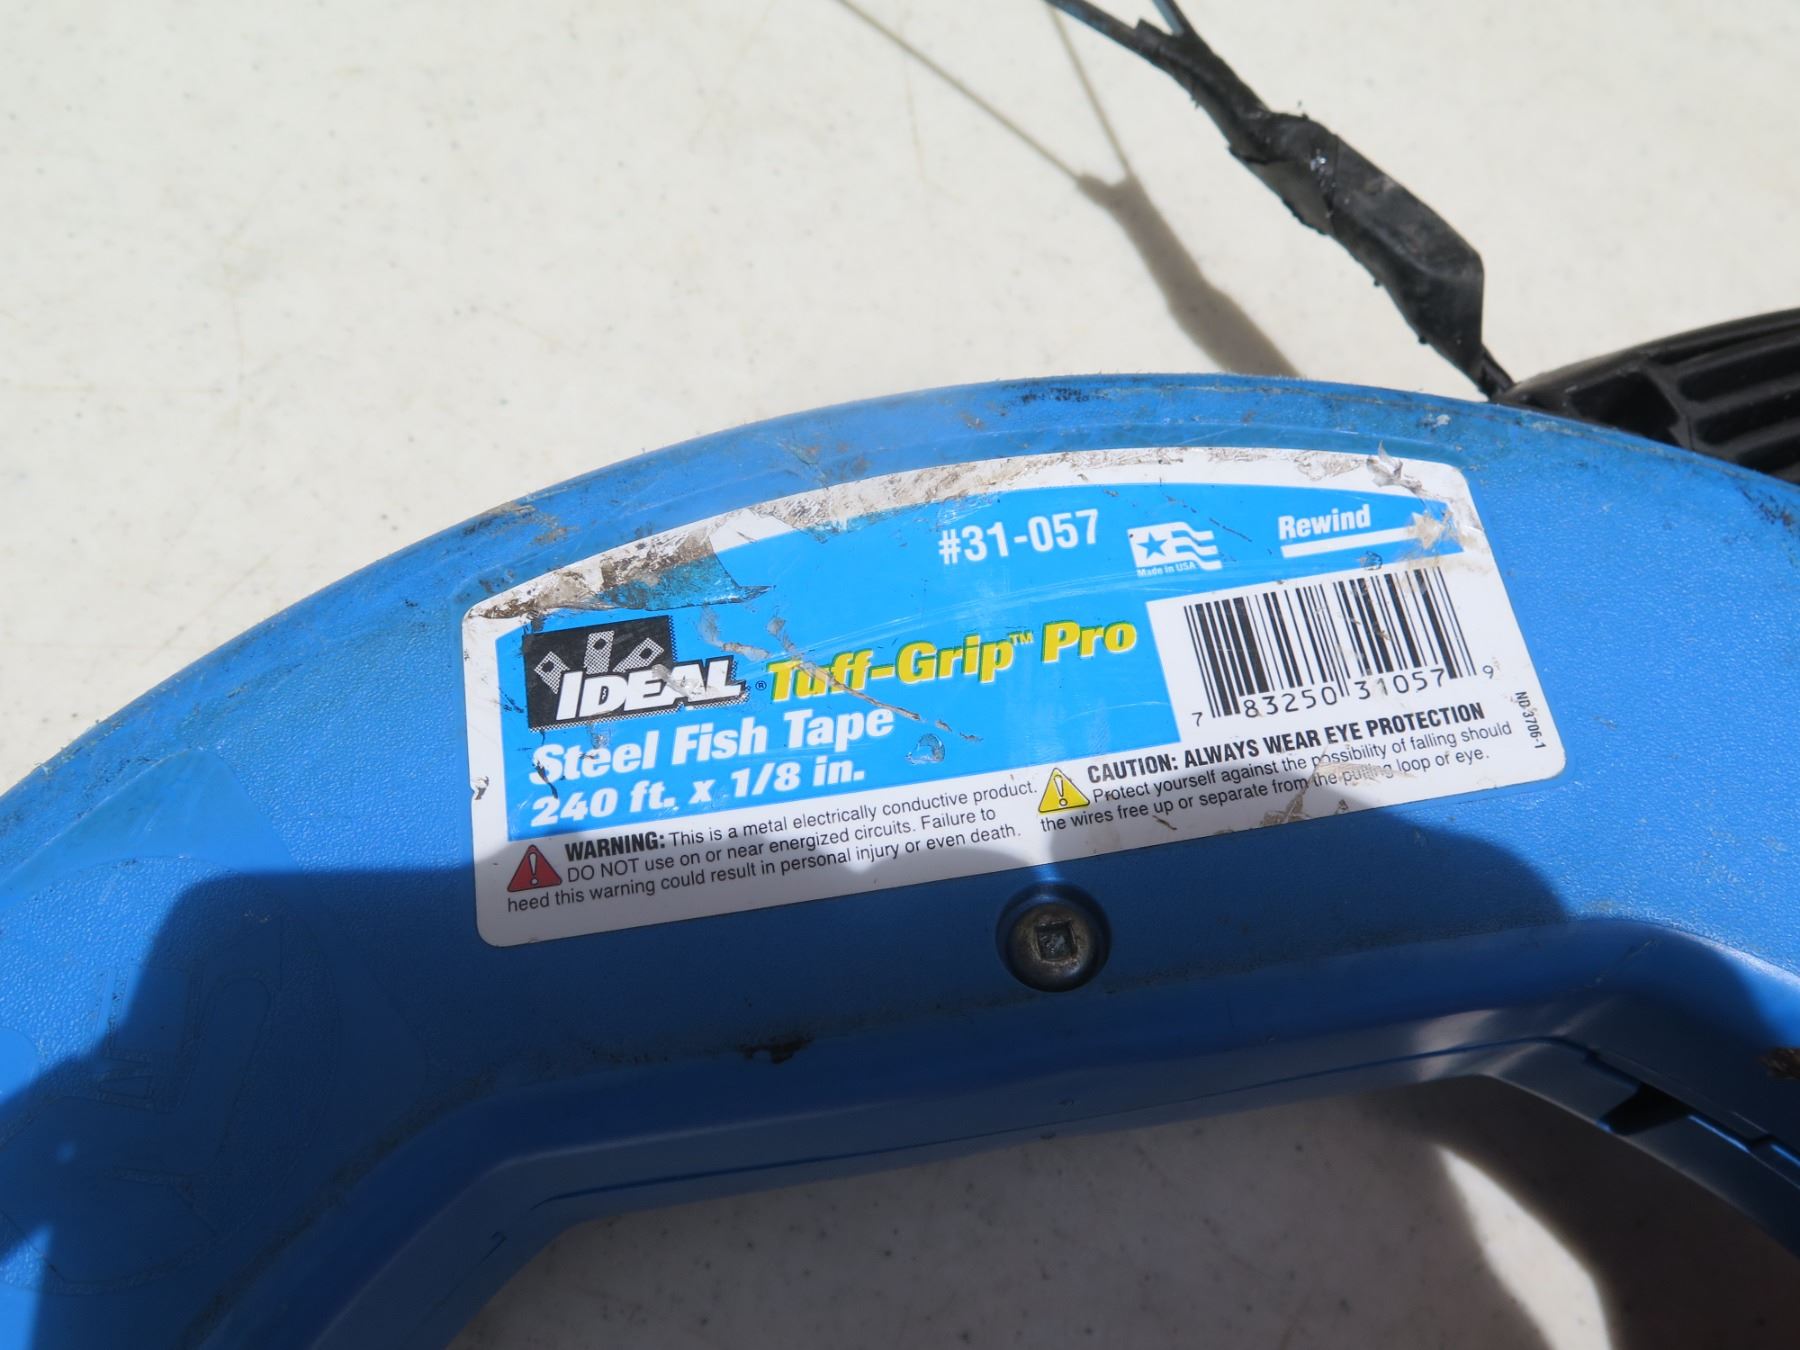 #31-057
Made in USA
Rewind
IDEAL® Tuff-Grip™ Pro
Steel Fish Tape
240 ft. x 1/8 in.
7 83250 31057 9
ND-3706-1
WARNING: This is a metal electrically conductive product.
DO NOT use on or near energized circuits. Failure to
heed this warning could result in personal injury or even death.
CAUTION: ALWAYS WEAR EYE PROTECTION
Protect yourself against the possibility of falling should
the wires free up or separate from the pulling loop or eye.